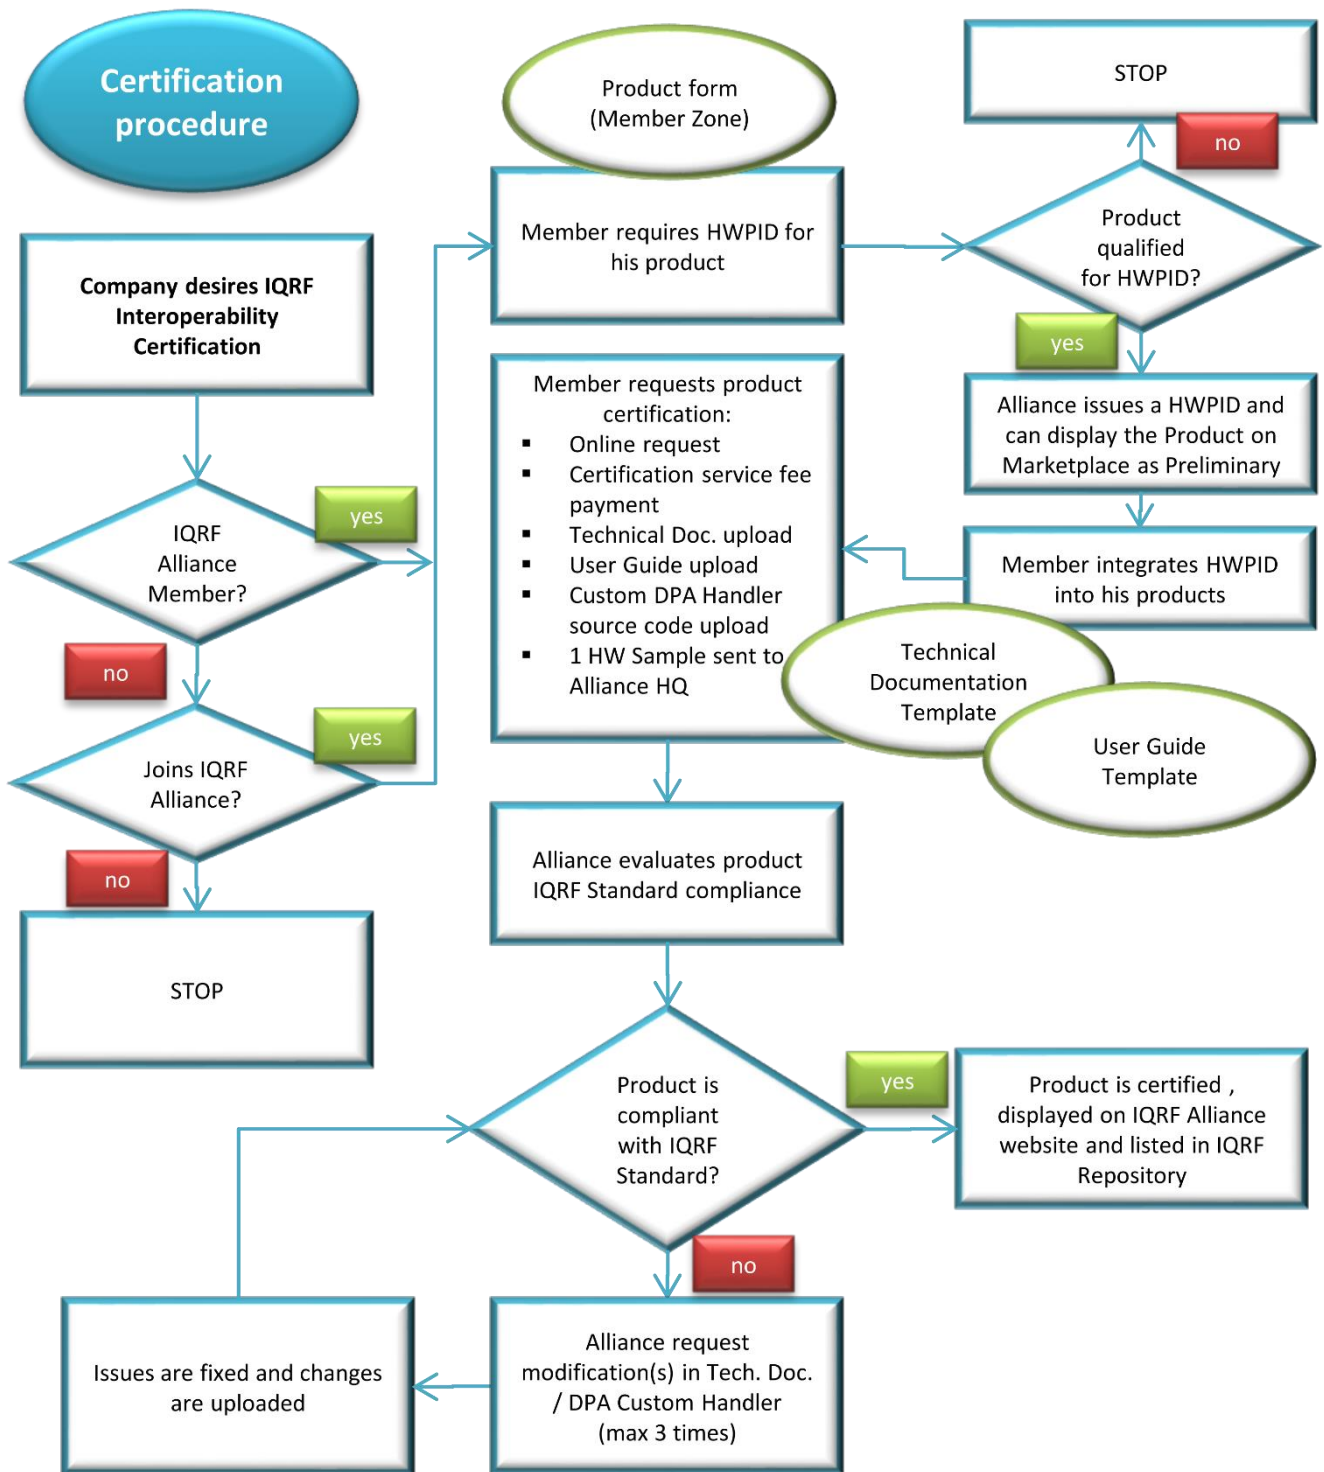 Certification
procedure
Company desires IQRF
Interoperability
Certification
IQRF
Alliance
Member?
yes
no
Joins IQRF
Alliance?
yes
no
STOP
Product form
(Member Zone)
Member requires HWPID for
his product
Product
qualified
for HWPID?
no
STOP
yes
Alliance issues a HWPID and
can display the Product on
Marketplace as Preliminary
Member integrates HWPID
into his products
Technical
Documentation
Template
User Guide
Template
Member requests product
certification:
▪ Online request
▪ Certification service fee
payment
▪ Technical Doc. upload
▪ User Guide upload
▪ Custom DPA Handler
source code upload
▪ 1 HW Sample sent to
Alliance HQ
Alliance evaluates product
IQRF Standard compliance
Product is
compliant
with IQRF
Standard?
yes
Product is certified ,
displayed on IQRF Alliance
website and listed in IQRF
Repository
no
Alliance request
modification(s) in Tech. Doc.
/ DPA Custom Handler
(max 3 times)
Issues are fixed and changes
are uploaded